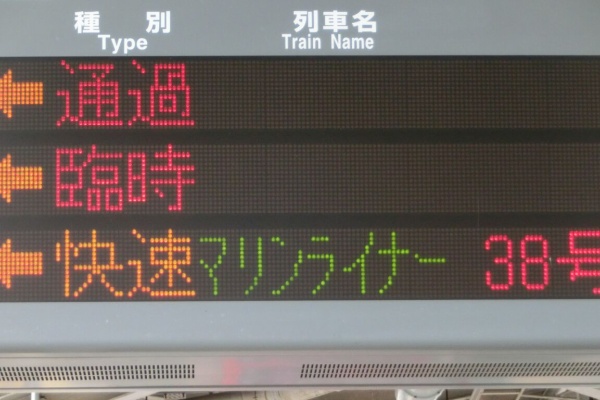 種 別 列車名
Type Train Name
通過
臨時
快速 マリンライナー 38号